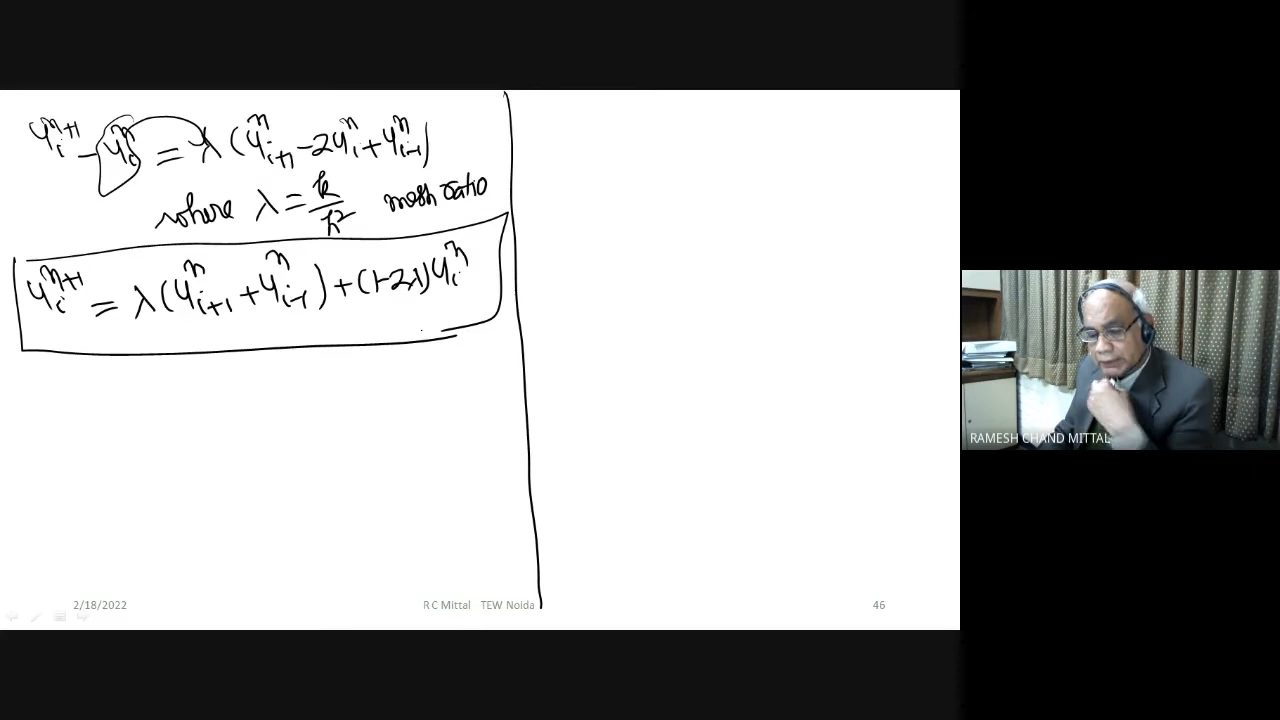 u_i^{n+1} - u_i^n = λ (u_{i+1}^n - 2u_i^n + u_{i-1}^n)
where λ = k/h² mesh ratio
u_i^{n+1} = λ(u_{i+1}^n + u_{i-1}^n) + (1-2λ) u_i^n
RAMESH CHAND MITTAL
2/18/2022 R C Mittal TEW Noida 46